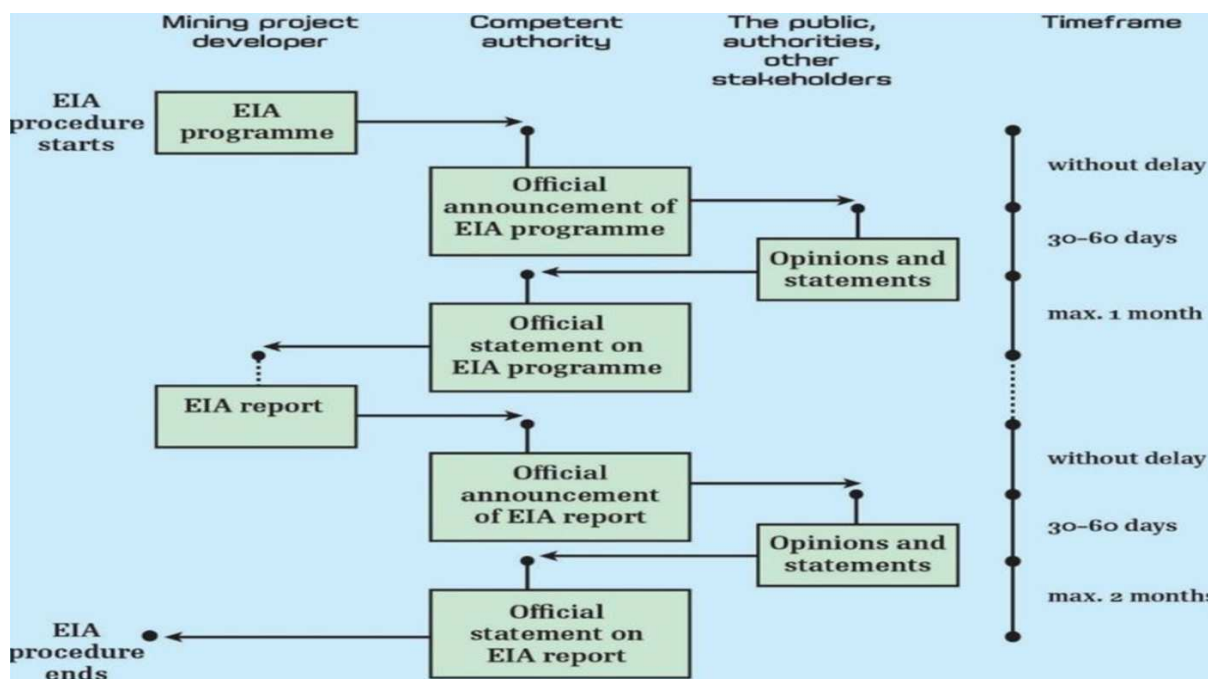 Mining project
developer
Competent
authority
The public,
authorities,
other
stakeholders
Timeframe
EIA
procedure
starts
EIA
programme
without delay
Official
announcement of
EIA programme
30–60 days
Opinions and
statements
max. 1 month
Official
statement on
EIA programme
EIA report
without delay
Official
announcement
of EIA report
30–60 days
Opinions and
statements
max. 2 months
Official
statement on
EIA report
EIA
procedure
ends